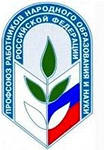 ПРОФСОЮЗ РАБОТНИКОВ НАРОДНОГО ОБРАЗОВАНИЯ И НАУКИ
РОССИЙСКОЙ ФЕДЕРАЦИИ